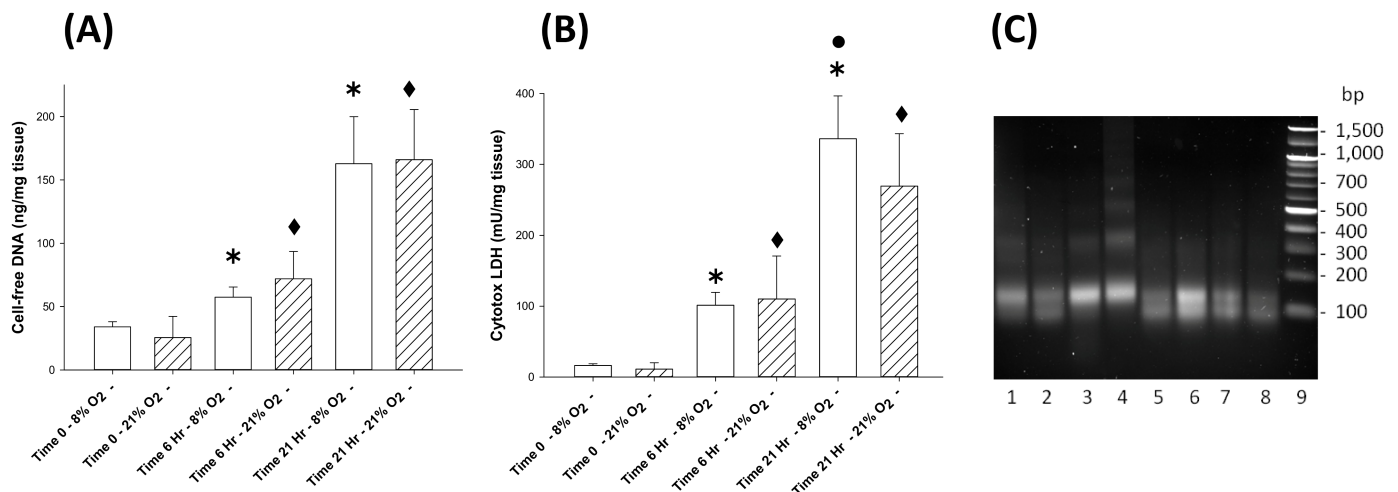 (A)
Cell-free DNA (ng/mg tissue)
200
150
100
50
0
*
♦
*
♦
Time 0 - 8% O2 -
Time 0 - 21% O2 -
Time 6 Hr - 8% O2 -
Time 6 Hr - 21% O2 -
Time 21 Hr - 8% O2 -
Time 21 Hr - 21% O2 -
(B)
Cytotox LDH (mU/mg tissue)
400
300
200
100
0
*
♦
●
*
♦
Time 0 - 8% O2 -
Time 0 - 21% O2 -
Time 6 Hr - 8% O2 -
Time 6 Hr - 21% O2 -
Time 21 Hr - 8% O2 -
Time 21 Hr - 21% O2 -
(C)
bp
- 1,500
- 1,000
- 700
- 500
- 400
- 300
- 200
- 100
1 2 3 4 5 6 7 8 9